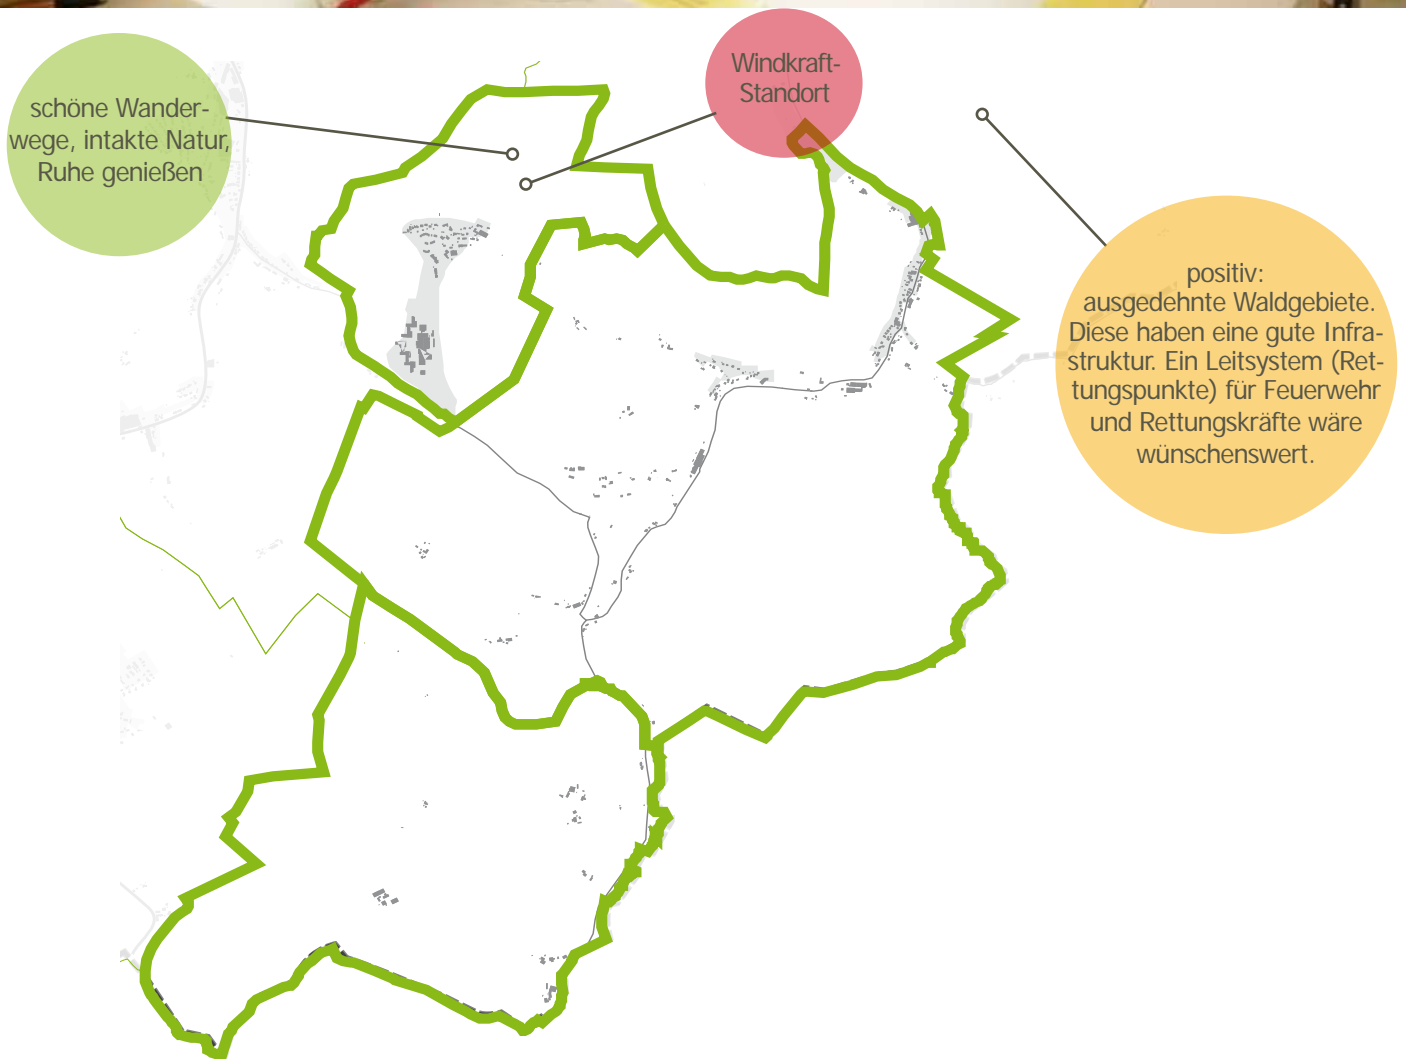 schöne Wander-
wege, intakte Natur,
Ruhe genießen
Windkraft-
Standort
positiv:
ausgedehnte Waldgebiete.
Diese haben eine gute Infra-
struktur. Ein Leitsystem (Ret-
tungspunkte) für Feuerwehr
und Rettungskräfte wäre
wünschenswert.